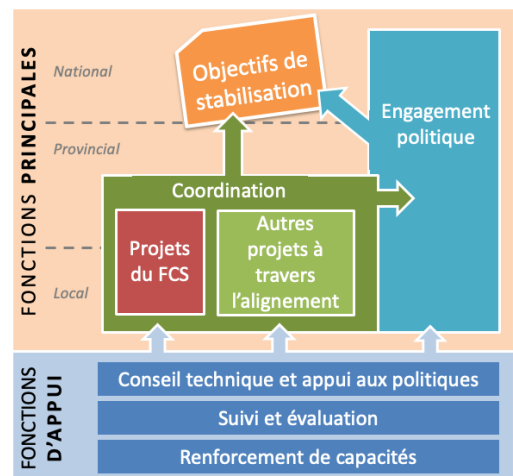 FONCTIONS PRINCIPALES
National
Provincial
Local
Objectifs de
stabilisation
Engagement
politique
Coordination
Projets
du FCS
Autres
projets à
travers
l'alignement
FONCTIONS
D'APPUI
Conseil technique et appui aux politiques
Suivi et évaluation
Renforcement de capacités